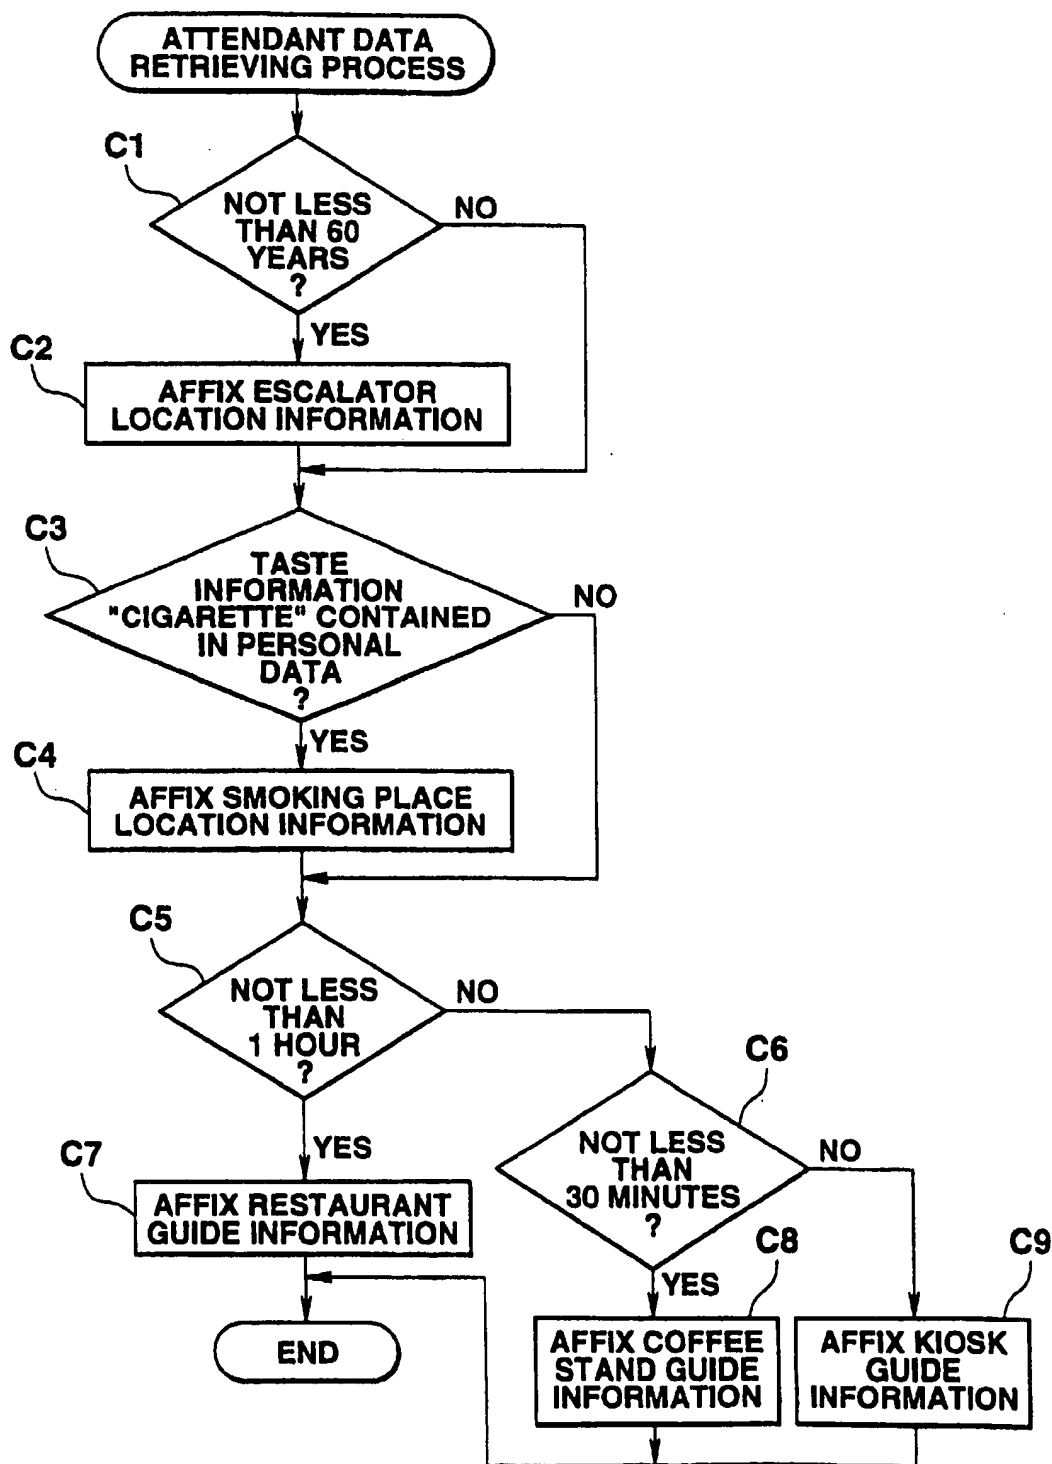 ATTENDANT DATA
RETRIEVING PROCESS
C1
NOT LESS
THAN 60
YEARS
?
NO
YES
C2
AFFIX ESCALATOR
LOCATION INFORMATION
C3
TASTE
INFORMATION
"CIGARETTE" CONTAINED
IN PERSONAL
DATA
?
NO
YES
C4
AFFIX SMOKING PLACE
LOCATION INFORMATION
C5
NOT LESS
THAN
1 HOUR
?
NO
YES
C6
NOT LESS
THAN
30 MINUTES
?
NO
YES
C7
AFFIX RESTAURANT
GUIDE INFORMATION
C8
AFFIX COFFEE
STAND GUIDE
INFORMATION
C9
AFFIX KIOSK
GUIDE
INFORMATION
END